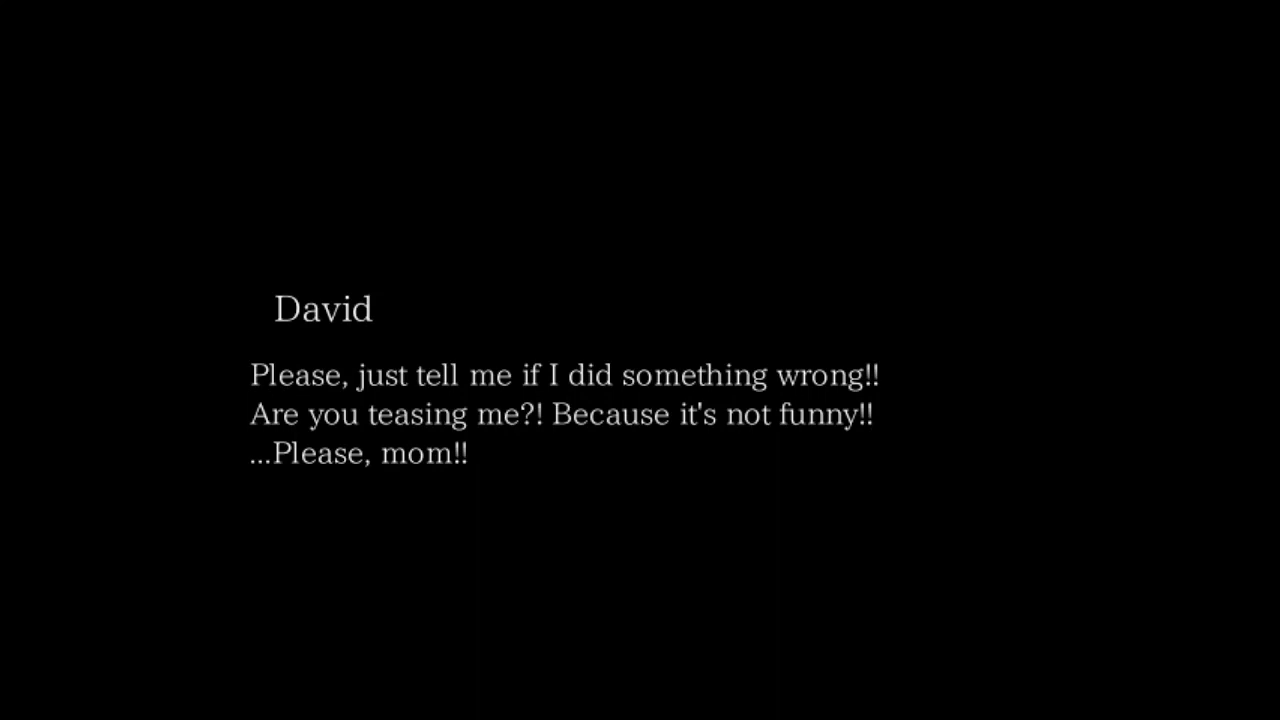 David
Please, just tell me if I did something wrong!!
Are you teasing me?! Because it's not funny!!
...Please, mom!!